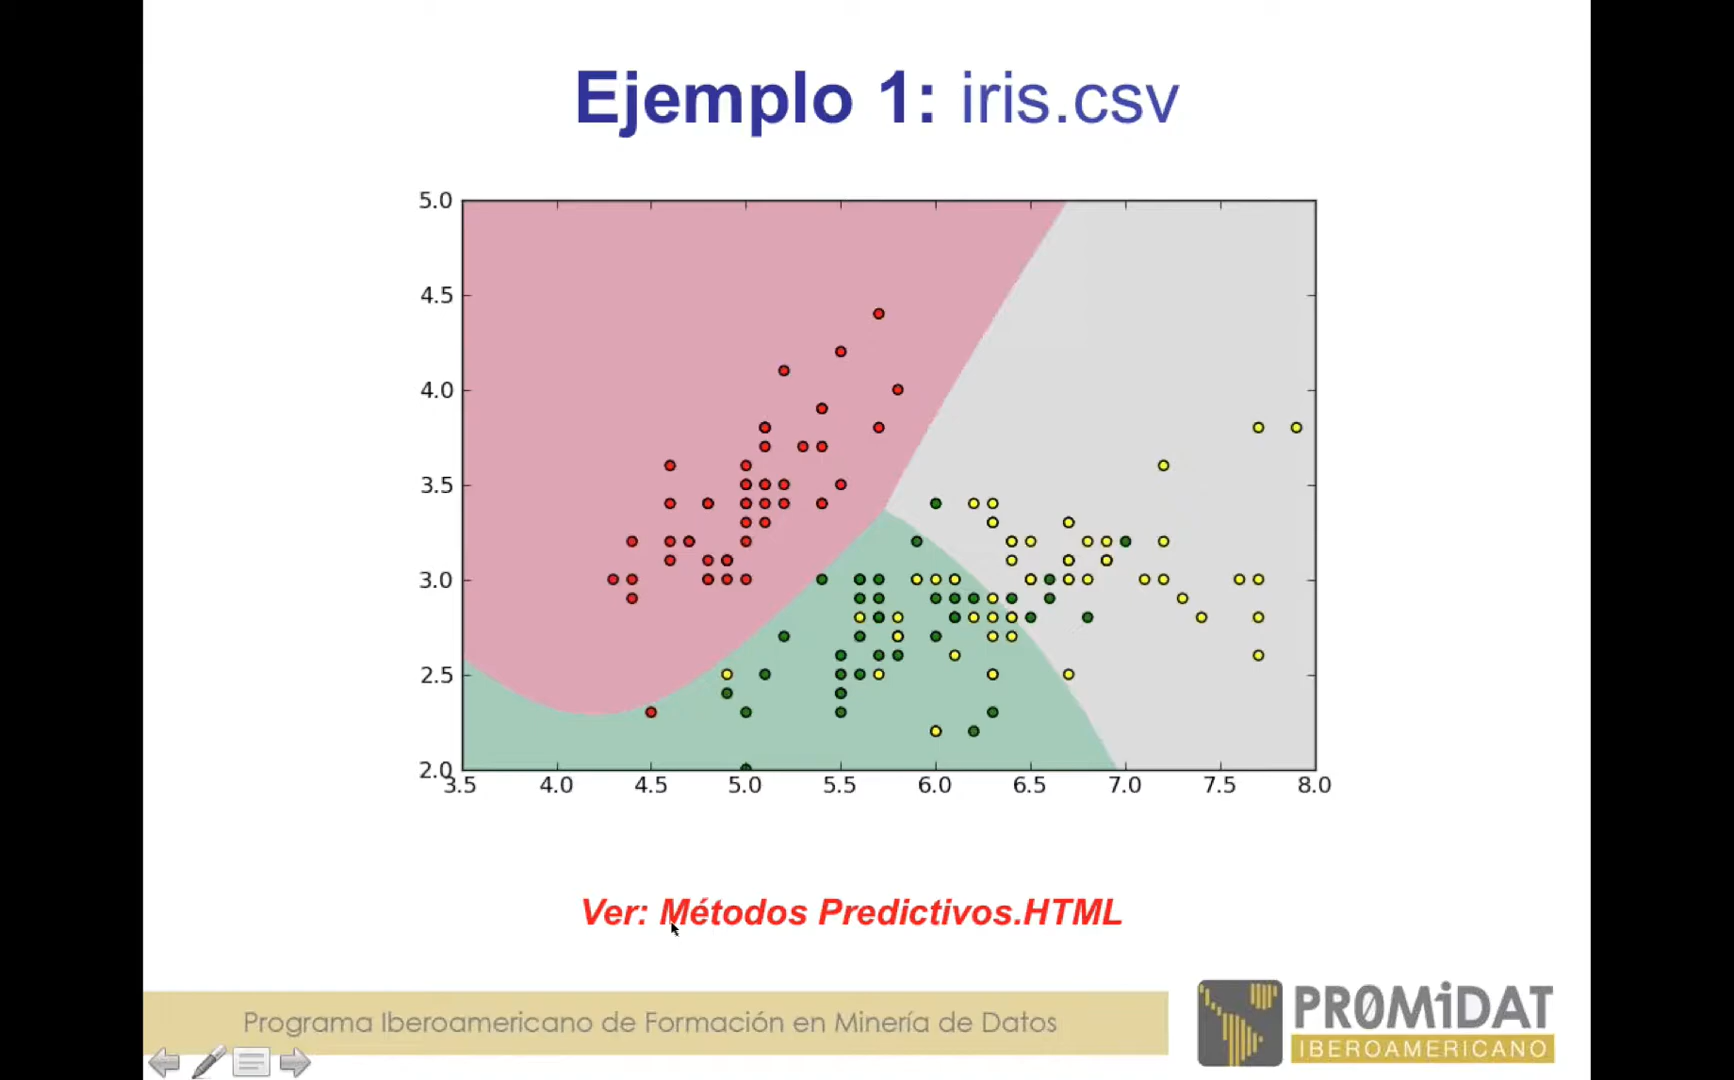 Ejemplo 1: iris.csv
5.0
4.5
4.0
3.5
3.0
2.5
2.0
3.5 4.0 4.5 5.0 5.5 6.0 6.5 7.0 7.5 8.0
Ver: Métodos Predictivos.HTML
Programa Iberoamericano de Formación en Minería de Datos
PR0MiDAT
IBEROAMERICANO